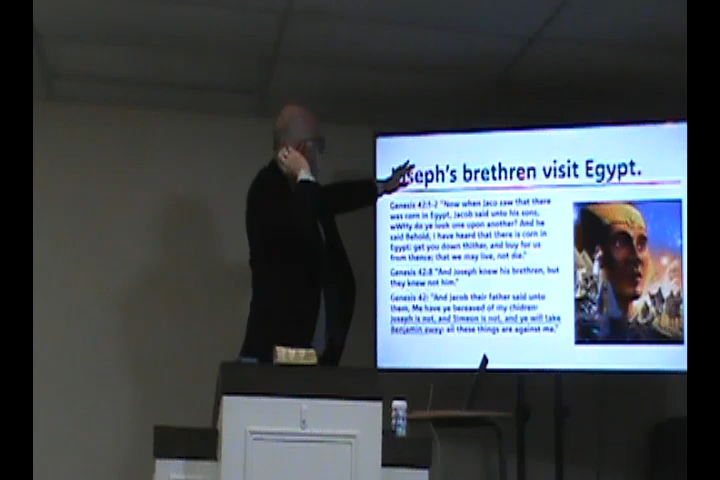 Joseph's brethren visit Egypt.
Genesis 42:1-2 "Now when Jaco saw that there
was corn in Egypt, Jacob said unto his sons,
wWhy do ye look one upon another? And he
said Behold, I have heard that there is corn in
Egypt: get you down thither, and buy for us
from thence; that we may live, not die."
Genesis 42:8 "And Joseph knew his brethren, but
they knew not him."
Genesis 42: "And Jacob their father said unto
them, Me have ye bereaved of my chidren:
Joseph is not, and Simeon is not, and ye will take
Benjamin away: all these things are against me."